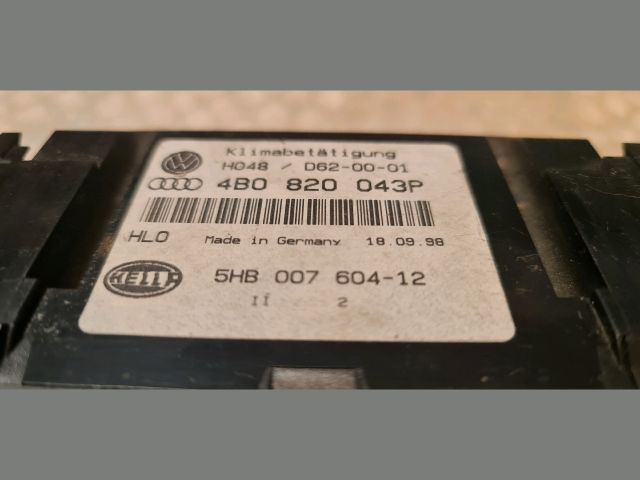 Klimabetätigung
H048 / D62-00-01
4B0 820 043P
HLO Made in Germany 18.09.98
HELLA 5HB 007 604-12
II 2